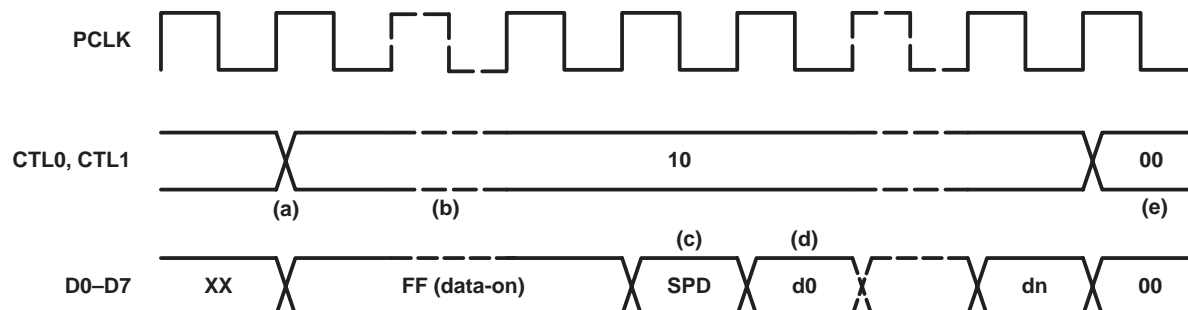 PCLK
CTL0, CTL1
10
00
(a)
(b)
(e)
(c)
(d)
D0–D7
XX
FF (data-on)
SPD
d0
dn
00